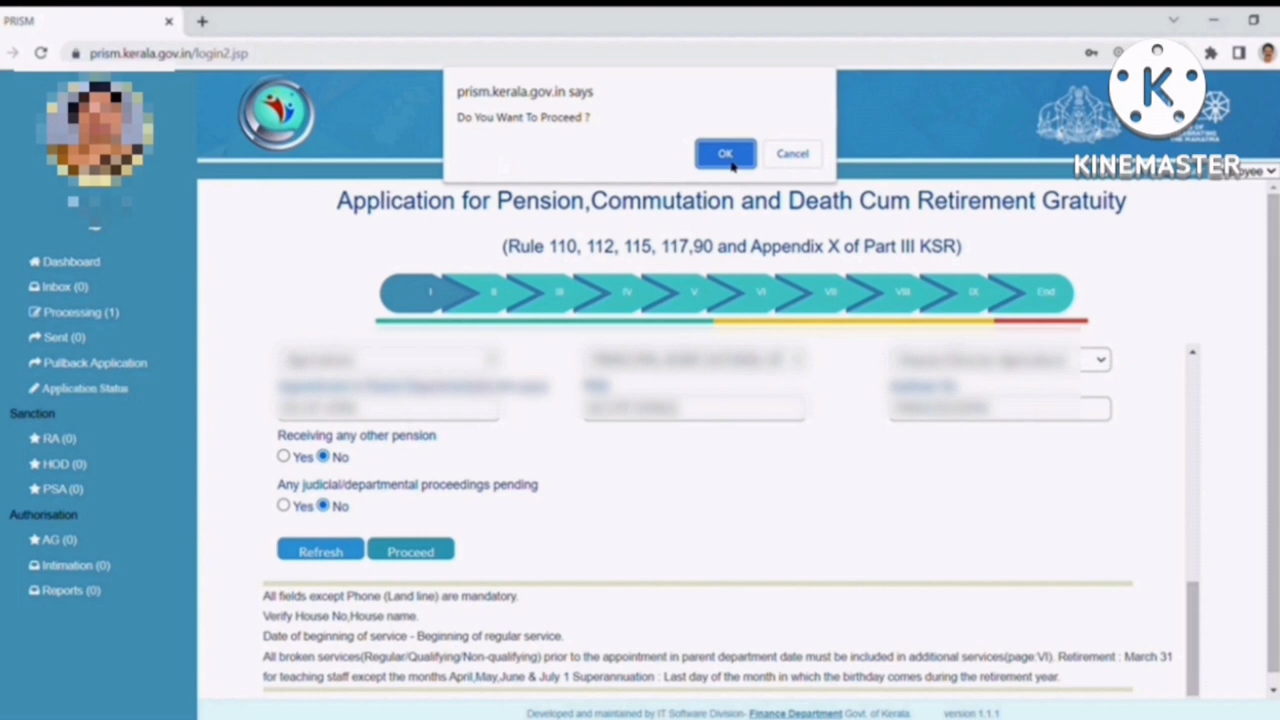 PRISM
prism.kerala.gov.in/login2.jsp
prism.kerala.gov.in says
Do You Want To Proceed ?
OK
Cancel
K
KINEMASTER
Application for Pension,Commutation and Death Cum Retirement Gratuity
(Rule 110, 112, 115, 117,90 and Appendix X of Part III KSR)
I II III IV V VI VII VIII IX End
Dashboard
Inbox (0)
Processing (1)
Sent (0)
Pullback Application
Application Status
Sanction
RA (0)
HOD (0)
PSA (0)
Authorisation
AG (0)
Intimation (0)
Reports (0)
Receiving any other pension
Yes No
Any judicial/departmental proceedings pending
Yes No
Refresh Proceed
All fields except Phone (Land line) are mandatory.
Verify House No,House name.
Date of beginning of service - Beginning of regular service.
All broken services(Regular/Qualifying/Non-qualifying) prior to the appointment in parent department date must be included in additional services(page:VI). Retirement : March 31
for teaching staff except the months April,May,June & July 1 Superannuation : Last day of the month in which the birthday comes during the retirement year.
Developed and maintained by IT Software Division- Finance Department Govt. of Kerala. version 1.1.1